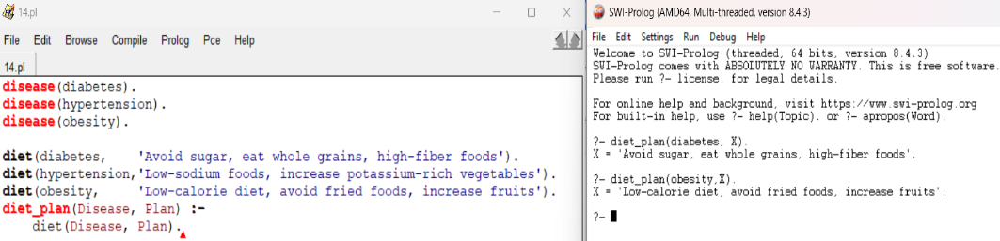 14.pl
File Edit Browse Compile Prolog Pce Help
14.pl
disease(diabetes).
disease(hypertension).
disease(obesity).
diet(diabetes,    'Avoid sugar, eat whole grains, high-fiber foods').
diet(hypertension,'Low-sodium foods, increase potassium-rich vegetables').
diet(obesity,     'Low-calorie diet, avoid fried foods, increase fruits').
diet_plan(Disease, Plan) :-
    diet(Disease, Plan).
SWI-Prolog (AMD64, Multi-threaded, version 8.4.3)
File Edit Settings Run Debug Help
Welcome to SWI-Prolog (threaded, 64 bits, version 8.4.3)
SWI-Prolog comes with ABSOLUTELY NO WARRANTY. This is free software.
Please run ?- license. for legal details.
For online help and background, visit https://www.swi-prolog.org
For built-in help, use ?- help(Topic). or ?- apropos(Word).
?- diet_plan(diabetes, X).
X = 'Avoid sugar, eat whole grains, high-fiber foods'.
?- diet_plan(obesity,X).
X = 'Low-calorie diet, avoid fried foods, increase fruits'.
?-